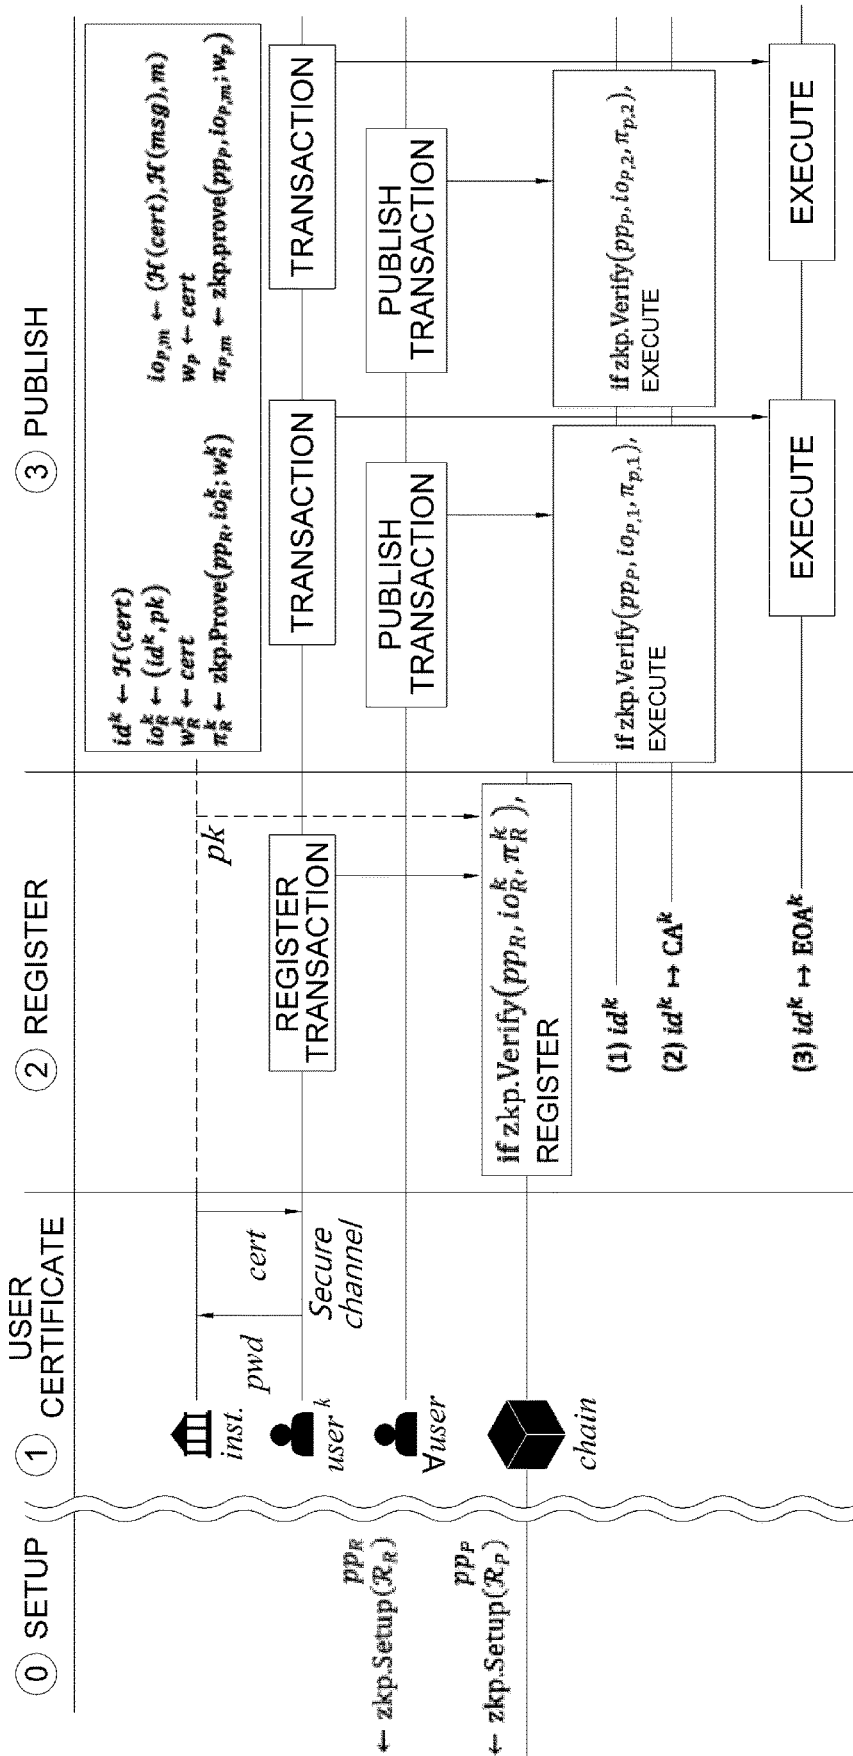 ⓪ SETUP
pp_R
← zkp.Setup(ℛ_R)
pp_P
← zkp.Setup(ℛ_P)
① USER
CERTIFICATE
inst.
user^k
∀user
chain
pwd
cert
Secure
channel
② REGISTER
pk
REGISTER
TRANSACTION
if zkp.Verify(pp_R, io_R^k, π_R^k),
REGISTER
(1) id^k
(2) id^k ↦ CA^k
(3) id^k ↦ EOA^k
③ PUBLISH
id^k ← ℋ(cert)
io_R^k ← (id^k, pk)
w_R^k ← cert
π_R^k ← zkp.Prove(pp_R, io_R^k; w_R^k)
io_{p,m} ← (ℋ(cert), ℋ(msg), m)
w_p ← cert
π_{p,m} ← zkp.prove(pp_P, io_{p,m}; w_p)
TRANSACTION
TRANSACTION
PUBLISH
TRANSACTION
PUBLISH
TRANSACTION
if zkp.Verify(pp_P, io_{P,1}, π_{p,1}),
EXECUTE
if zkp.Verify(pp_P, io_{P,2}, π_{p,2}),
EXECUTE
EXECUTE
EXECUTE